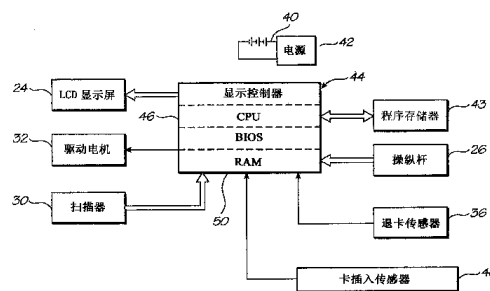 40
电源
42
24
LCD 显示屏
显示控制器
44
46
CPU
程序存储器
43
32
驱动电机
BIOS
RAM
操纵杆
26
30
扫描器
50
退卡传感器
36
卡插入传感器